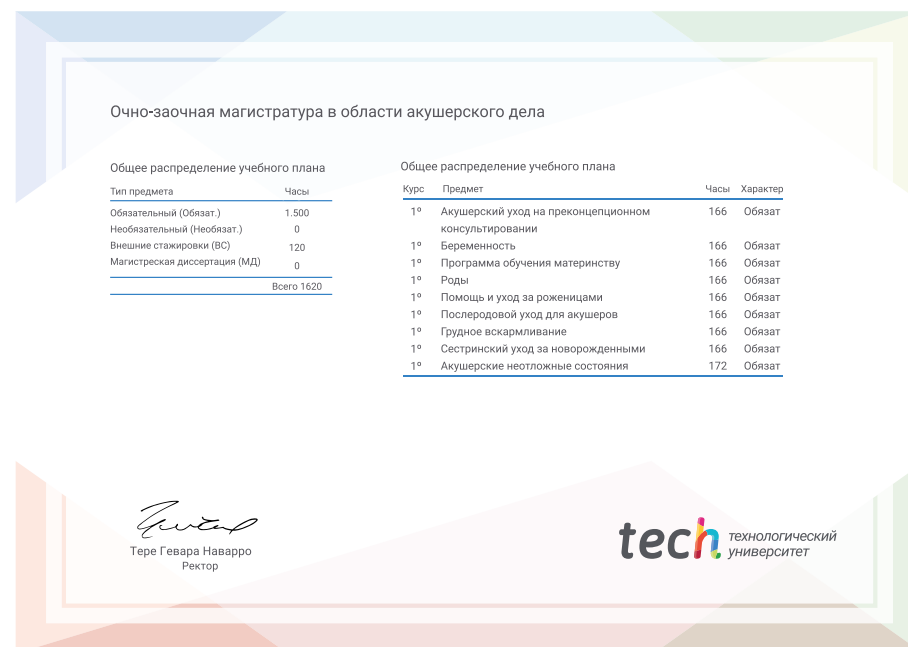 Очно-заочная магистратура в области акушерского дела
Общее распределение учебного плана
Тип предмета Часы
Обязательный (Обязат.) 1.500
Необязательный (Необязат.) 0
Внешние стажировки (ВС) 120
Магистреская диссертация (МД) 0
Всего 1620
Общее распределение учебного плана
Курс Предмет Часы Характер
1º Акушерский уход на преконцепционном 166 Обязат
консультировании
1º Беременность 166 Обязат
1º Программа обучения материнству 166 Обязат
1º Роды 166 Обязат
1º Помощь и уход за роженицами 166 Обязат
1º Послеродовой уход для акушеров 166 Обязат
1º Грудное вскармливание 166 Обязат
1º Сестринский уход за новорожденными 166 Обязат
1º Акушерские неотложные состояния 172 Обязат
Тере Гевара Наварро
Ректор
tech технологический
университет